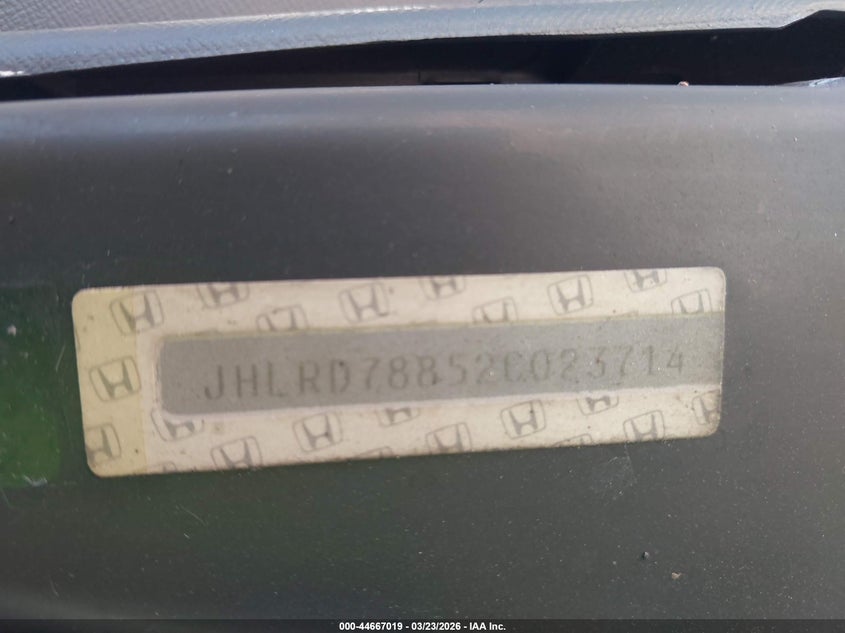 JHLRD78852C023714
000-44667019 | 03/23/2026 – IAA Inc.